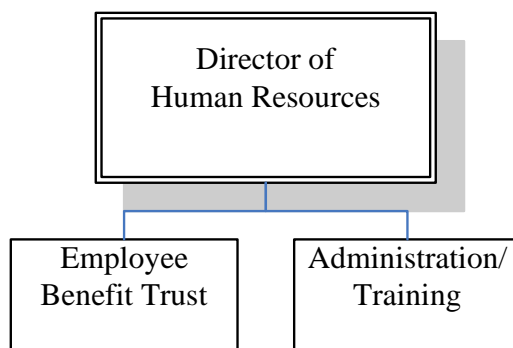 Director of
Human Resources
Employee
Benefit Trust
Administration/
Training